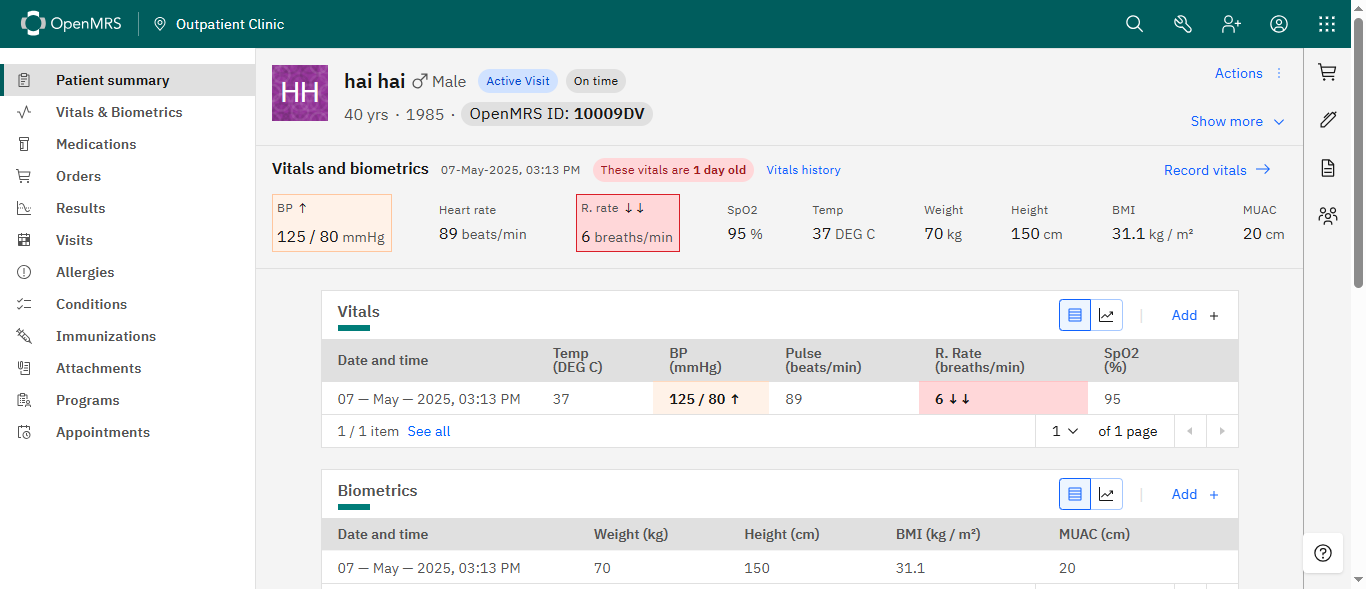 OpenMRS Outpatient Clinic
Patient summary
Vitals & Biometrics
Medications
Orders
Results
Visits
Allergies
Conditions
Immunizations
Attachments
Programs
Appointments
HH
hai hai Male Active Visit On time
Actions
40 yrs · 1985 · OpenMRS ID: 10009DV
Show more
Vitals and biometrics 07-May-2025, 03:13 PM These vitals are 1 day old Vitals history Record vitals →
BP ↑ Heart rate R. rate ↓↓ SpO2 Temp Weight Height BMI MUAC
125 / 80 mmHg 89 beats/min 6 breaths/min 95 % 37 DEG C 70 kg 150 cm 31.1 kg / m² 20 cm
Vitals Add +
Date and time Temp (DEG C) BP (mmHg) Pulse (beats/min) R. Rate (breaths/min) SpO2 (%)
07 — May — 2025, 03:13 PM 37 125 / 80 ↑ 89 6 ↓↓ 95
1 / 1 item See all 1 of 1 page
Biometrics Add +
Date and time Weight (kg) Height (cm) BMI (kg / m²) MUAC (cm)
07 — May — 2025, 03:13 PM 70 150 31.1 20